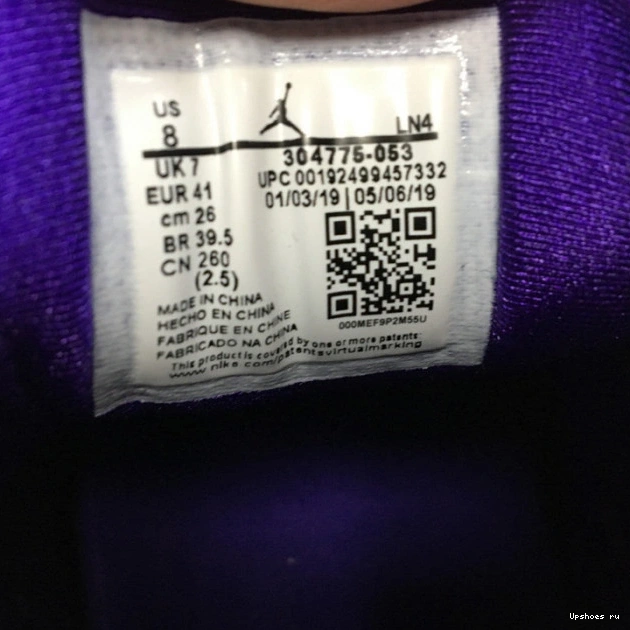 US
8
LN4
UK 7
304775-053
EUR 41
UPC 00192499457332
cm 26
01/03/19 | 05/06/19
BR 39.5
CN 260
(2.5)
MADE IN CHINA
HECHO EN CHINA
FABRIQUE EN CHINE
FABRICADO NA CHINA
000MEF9P2M55U
This product is covered by one or more patents:
www.nike.com/patentsvirtualmarking
Upshoes ru